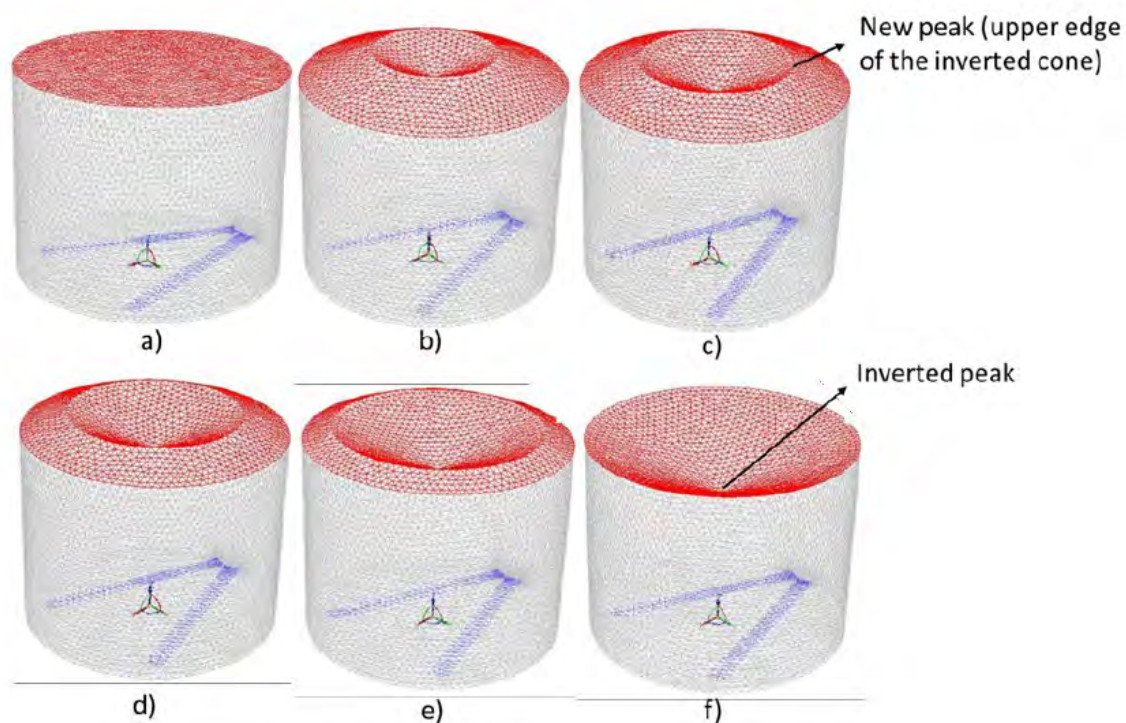 New peak (upper edge
of the inverted cone)
a)
b)
c)
Inverted peak
d)
e)
f)